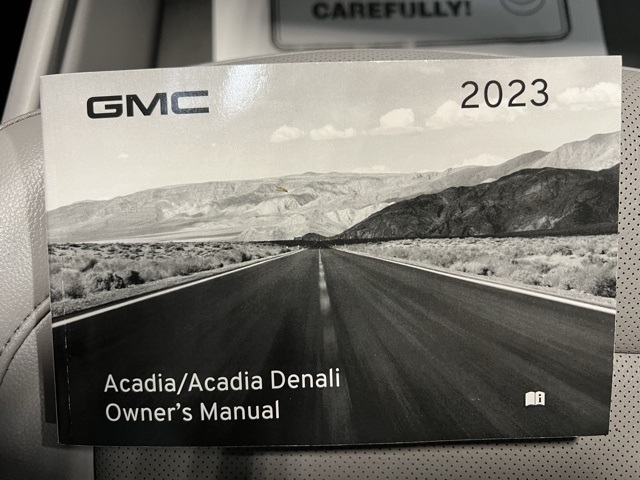 CAREFULLY!
GMC
2023
Acadia/Acadia Denali
Owner's Manual